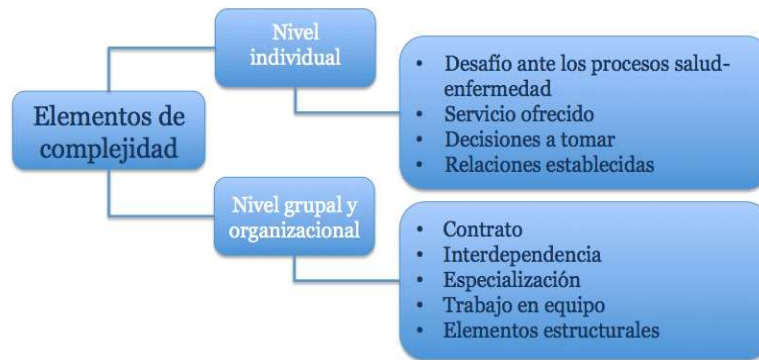 Elementos de
complejidad
Nivel
individual
• Desafío ante los procesos salud-
enfermedad
• Servicio ofrecido
• Decisiones a tomar
• Relaciones establecidas
Nivel grupal y
organizacional
• Contrato
• Interdependencia
• Especialización
• Trabajo en equipo
• Elementos estructurales